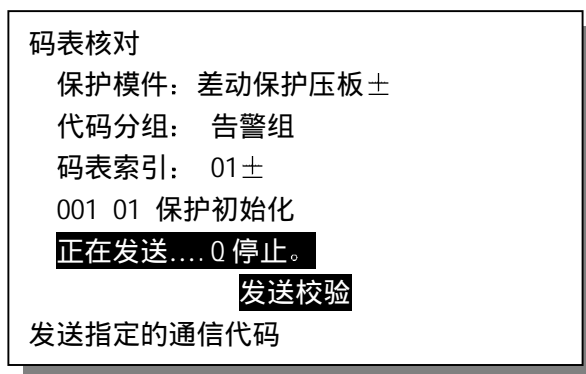 码表核对
保护模件：差动保护压板±
代码分组： 告警组
码表索引： 01±
001 01 保护初始化
正在发送....Q停止。
发送校验
发送指定的通信代码